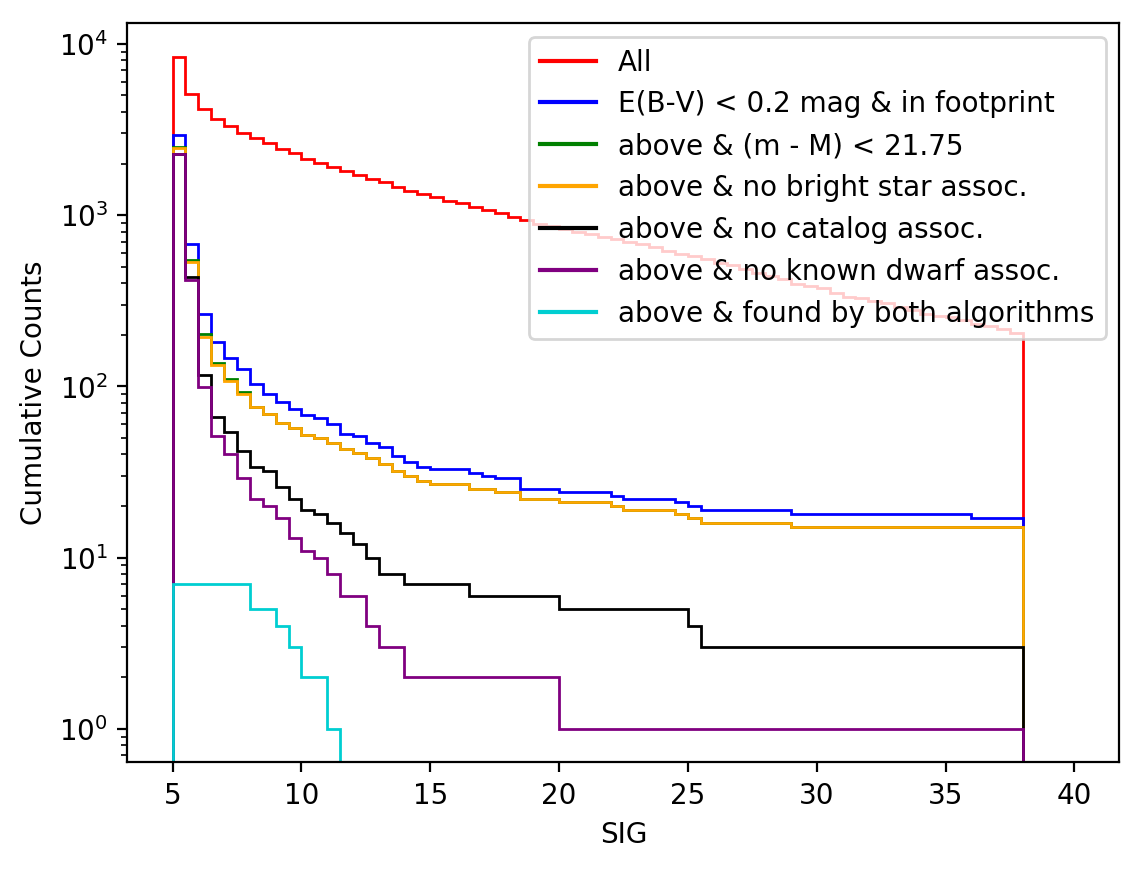 10⁴
10³
10²
10¹
10⁰
Cumulative Counts
All
E(B-V) < 0.2 mag & in footprint
above & (m - M) < 21.75
above & no bright star assoc.
above & no catalog assoc.
above & no known dwarf assoc.
above & found by both algorithms
5 10 15 20 25 30 35 40
SIG